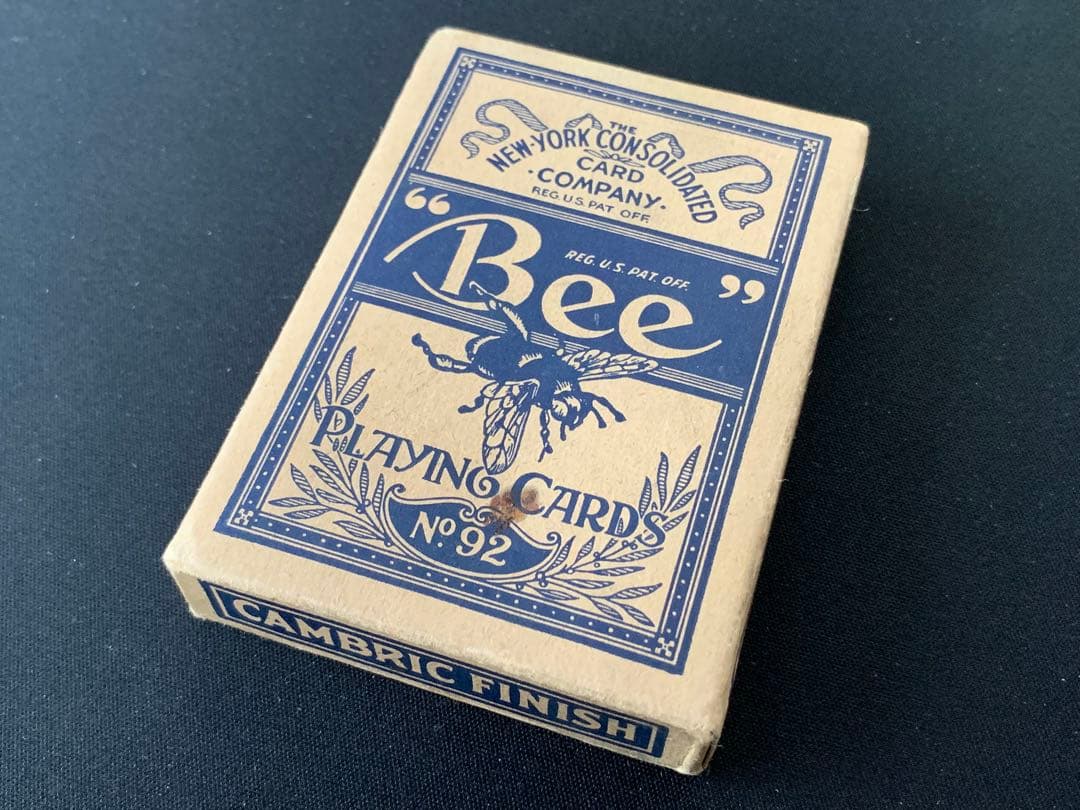 THE
NEW-YORK CONSOLIDATED
CARD
·COMPANY·
REG. U.S. PAT. OFF.
“Bee”
REG. U.S. PAT. OFF.
PLAYING CARDS
No. 92
CAMBRIC FINISH